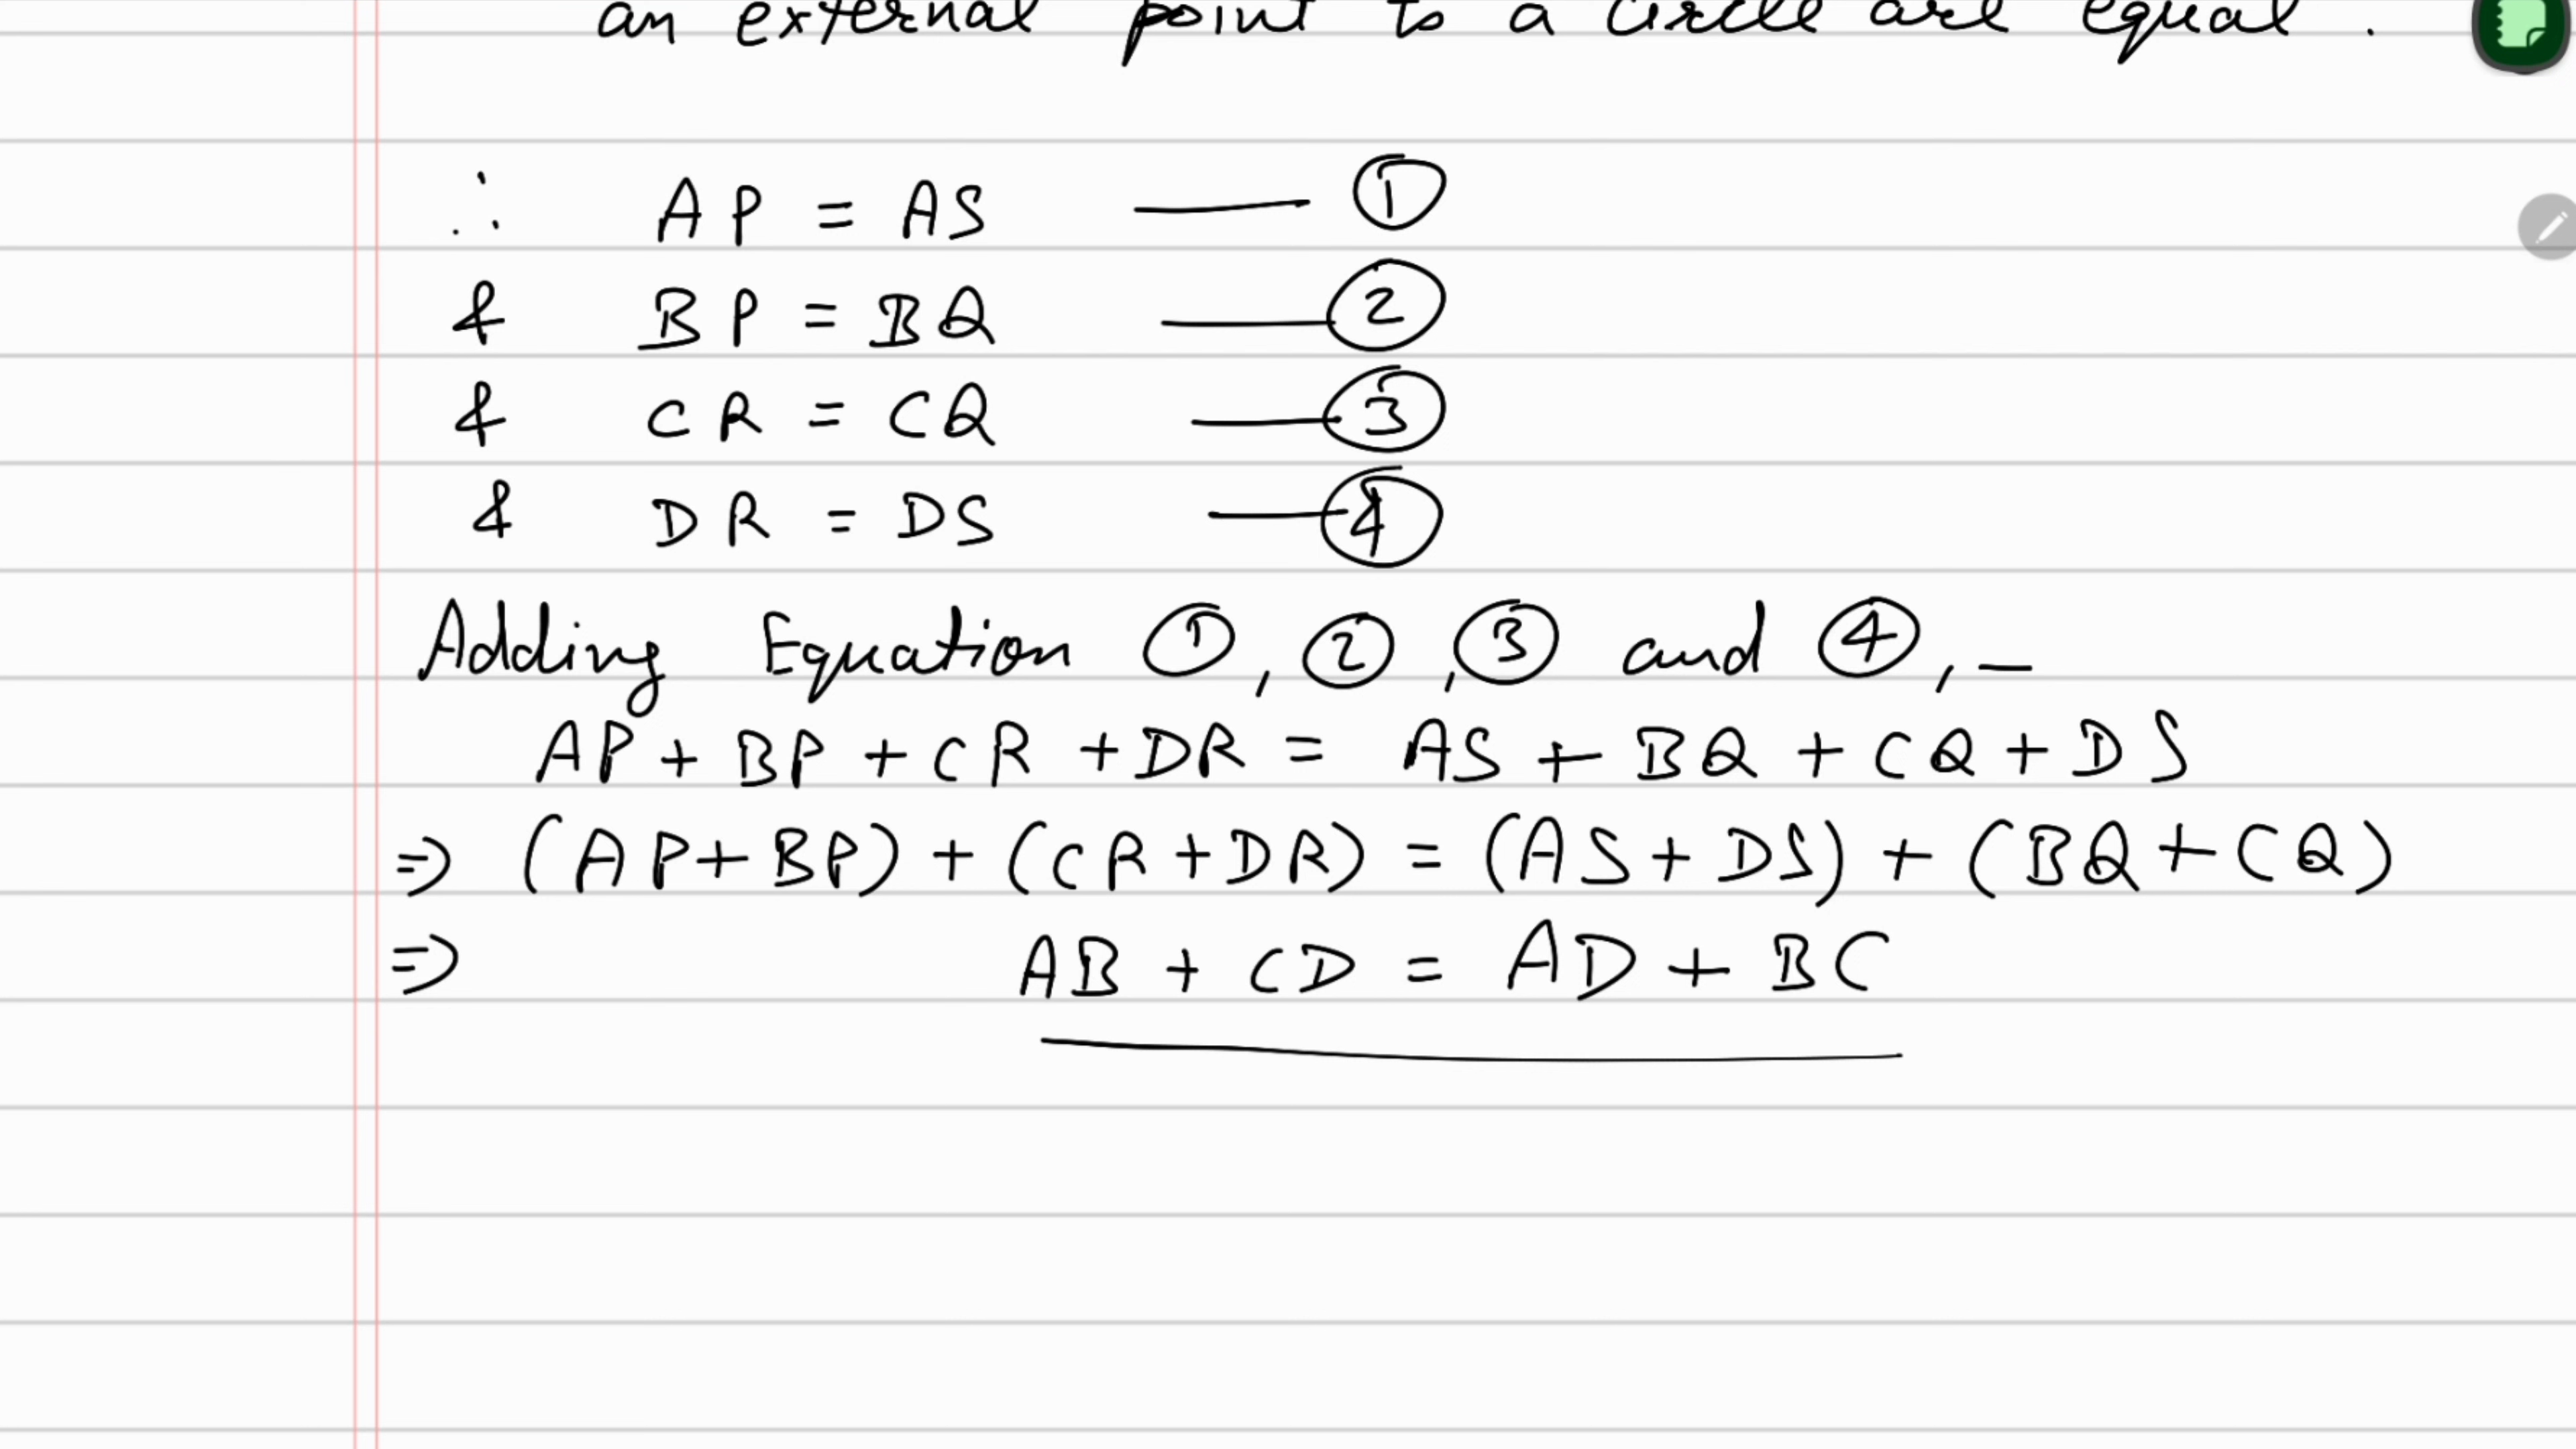 an external point to a circle are equal.
∴ AP = AS — ①
& BP = BQ — ②
& CR = CQ — ③
& DR = DS — ④
Adding Equation ①, ②, ③ and ④, —
AP + BP + CR + DR = AS + BQ + CQ + DS
⇒ (AP + BP) + (CR + DR) = (AS + DS) + (BQ + CQ)
⇒ AB + CD = AD + BC